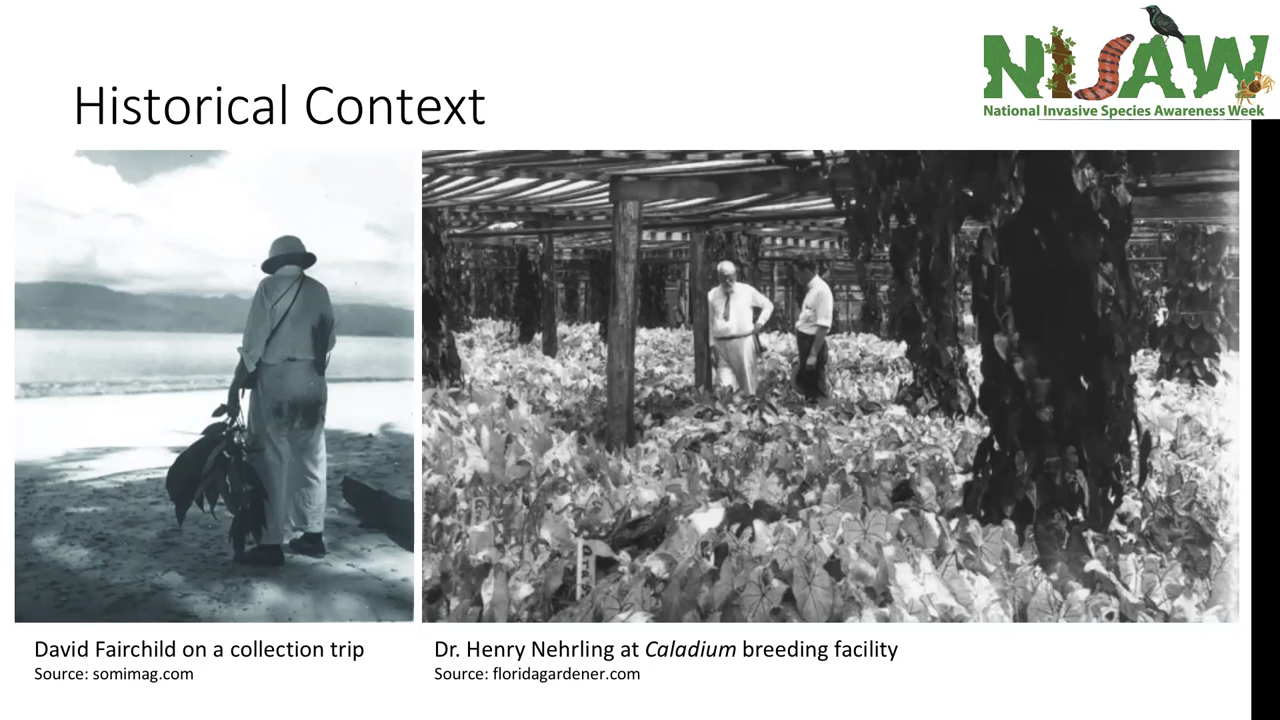 NISAW
National Invasive Species Awareness Week
Historical Context
David Fairchild on a collection trip
Source: somimag.com
Dr. Henry Nehrling at Caladium breeding facility
Source: floridagardener.com